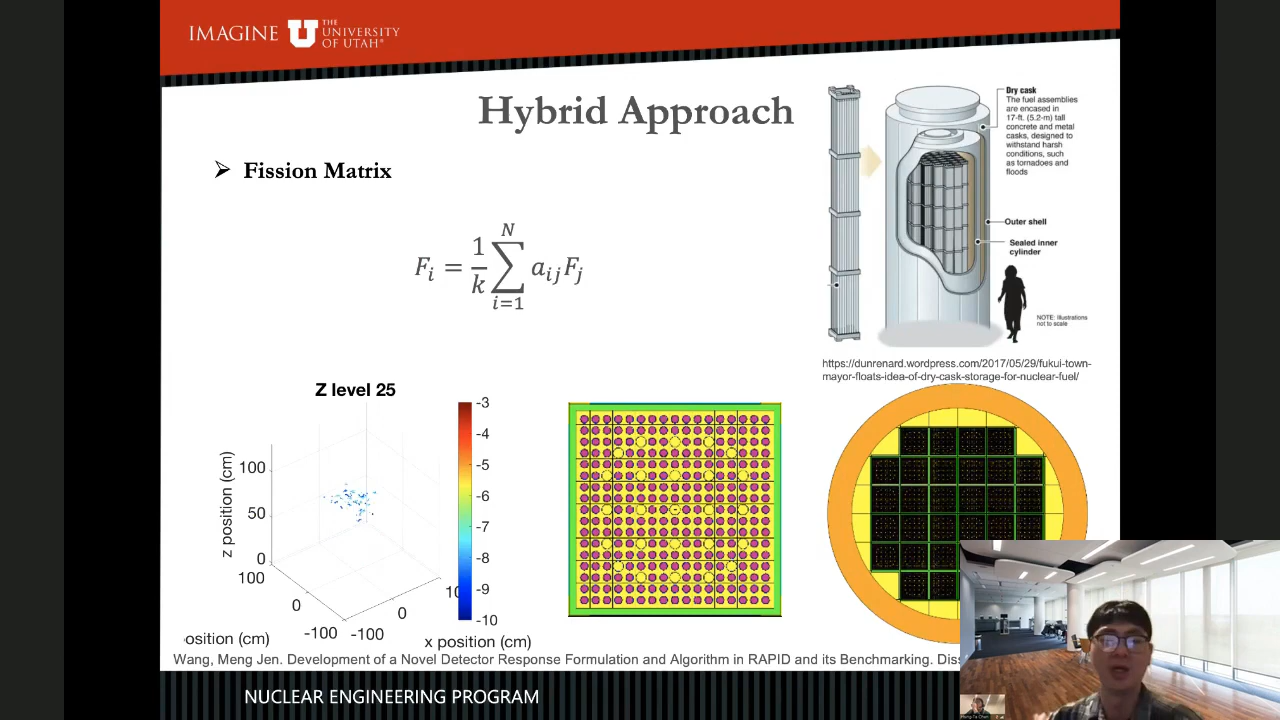 IMAGINE
THE
UNIVERSITY
OF UTAH®
Hybrid Approach
Fission Matrix
F_i = 1/k ∑_{i=1}^{N} a_{ij}F_j
Dry cask
The fuel assemblies
are encased in
17-ft. (5.2-m) tall
concrete and metal
casks, designed to
withstand harsh
conditions, such
as tornadoes and
floods
Outer shell
Sealed inner
cylinder
NOTE: Illustrations
not to scale
https://dunrenard.wordpress.com/2017/05/29/fukui-town-
mayor-floats-idea-of-dry-cask-storage-for-nuclear-fuel/
Z level 25
z position (cm)
100
50
0
100
0
-100
-100
0
10
osition (cm)
x position (cm)
-3
-4
-5
-6
-7
-8
-9
-10
Wang, Meng Jen. Development of a Novel Detector Response Formulation and Algorithm in RAPID and its Benchmarking. Diss
NUCLEAR ENGINEERING PROGRAM